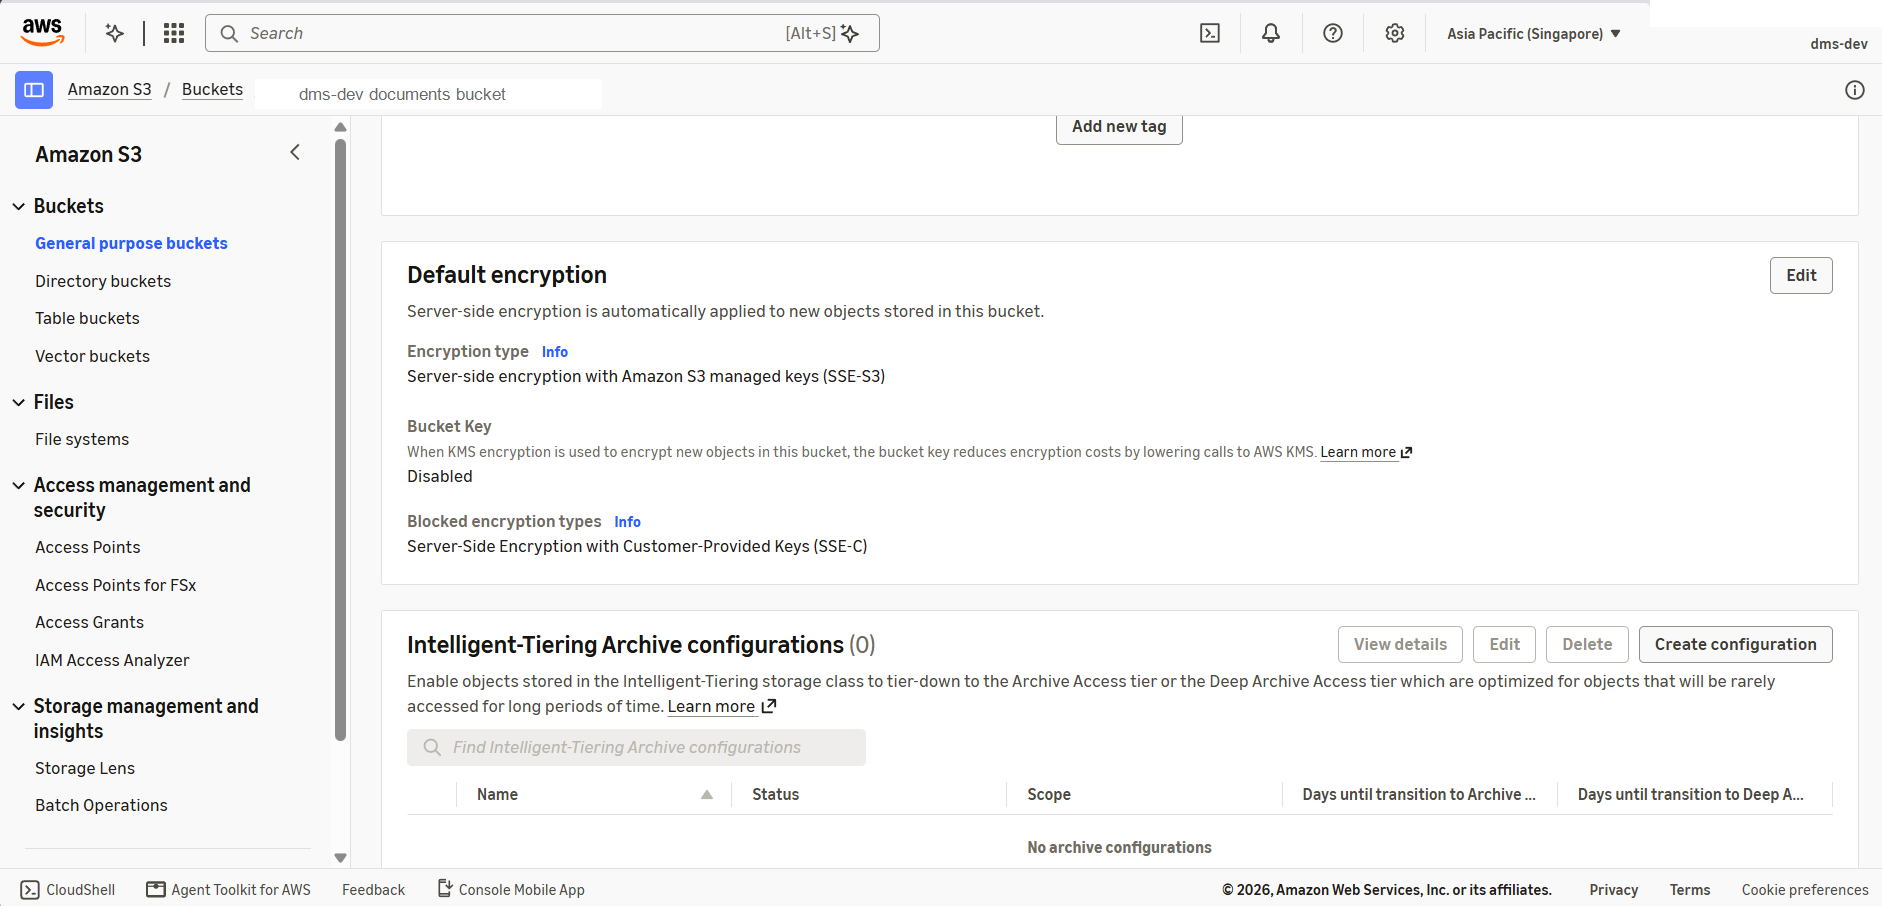 aws
Search
[Alt+S]
Asia Pacific (Singapore)
dms-dev
Amazon S3 / Buckets
dms-dev documents bucket
Amazon S3
Buckets
General purpose buckets
Directory buckets
Table buckets
Vector buckets
Files
File systems
Access management and
security
Access Points
Access Points for FSx
Access Grants
IAM Access Analyzer
Storage management and
insights
Storage Lens
Batch Operations
Add new tag
Default encryption
Edit
Server-side encryption is automatically applied to new objects stored in this bucket.
Encryption type Info
Server-side encryption with Amazon S3 managed keys (SSE-S3)
Bucket Key
When KMS encryption is used to encrypt new objects in this bucket, the bucket key reduces encryption costs by lowering calls to AWS KMS. Learn more
Disabled
Blocked encryption types Info
Server-Side Encryption with Customer-Provided Keys (SSE-C)
Intelligent-Tiering Archive configurations (0)
View details Edit Delete Create configuration
Enable objects stored in the Intelligent-Tiering storage class to tier-down to the Archive Access tier or the Deep Archive Access tier which are optimized for objects that will be rarely
accessed for long periods of time. Learn more
Find Intelligent-Tiering Archive configurations
Name Status Scope Days until transition to Archive ... Days until transition to Deep A...
No archive configurations
CloudShell Agent Toolkit for AWS Feedback Console Mobile App © 2026, Amazon Web Services, Inc. or its affiliates. Privacy Terms Cookie preferences